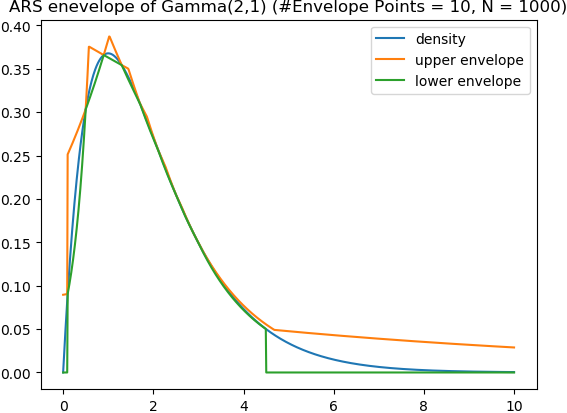 ARS enevelope of Gamma(2,1) (#Envelope Points = 10, N = 1000)
density
upper envelope
lower envelope
0.40
0.35
0.30
0.25
0.20
0.15
0.10
0.05
0.00
0 2 4 6 8 10